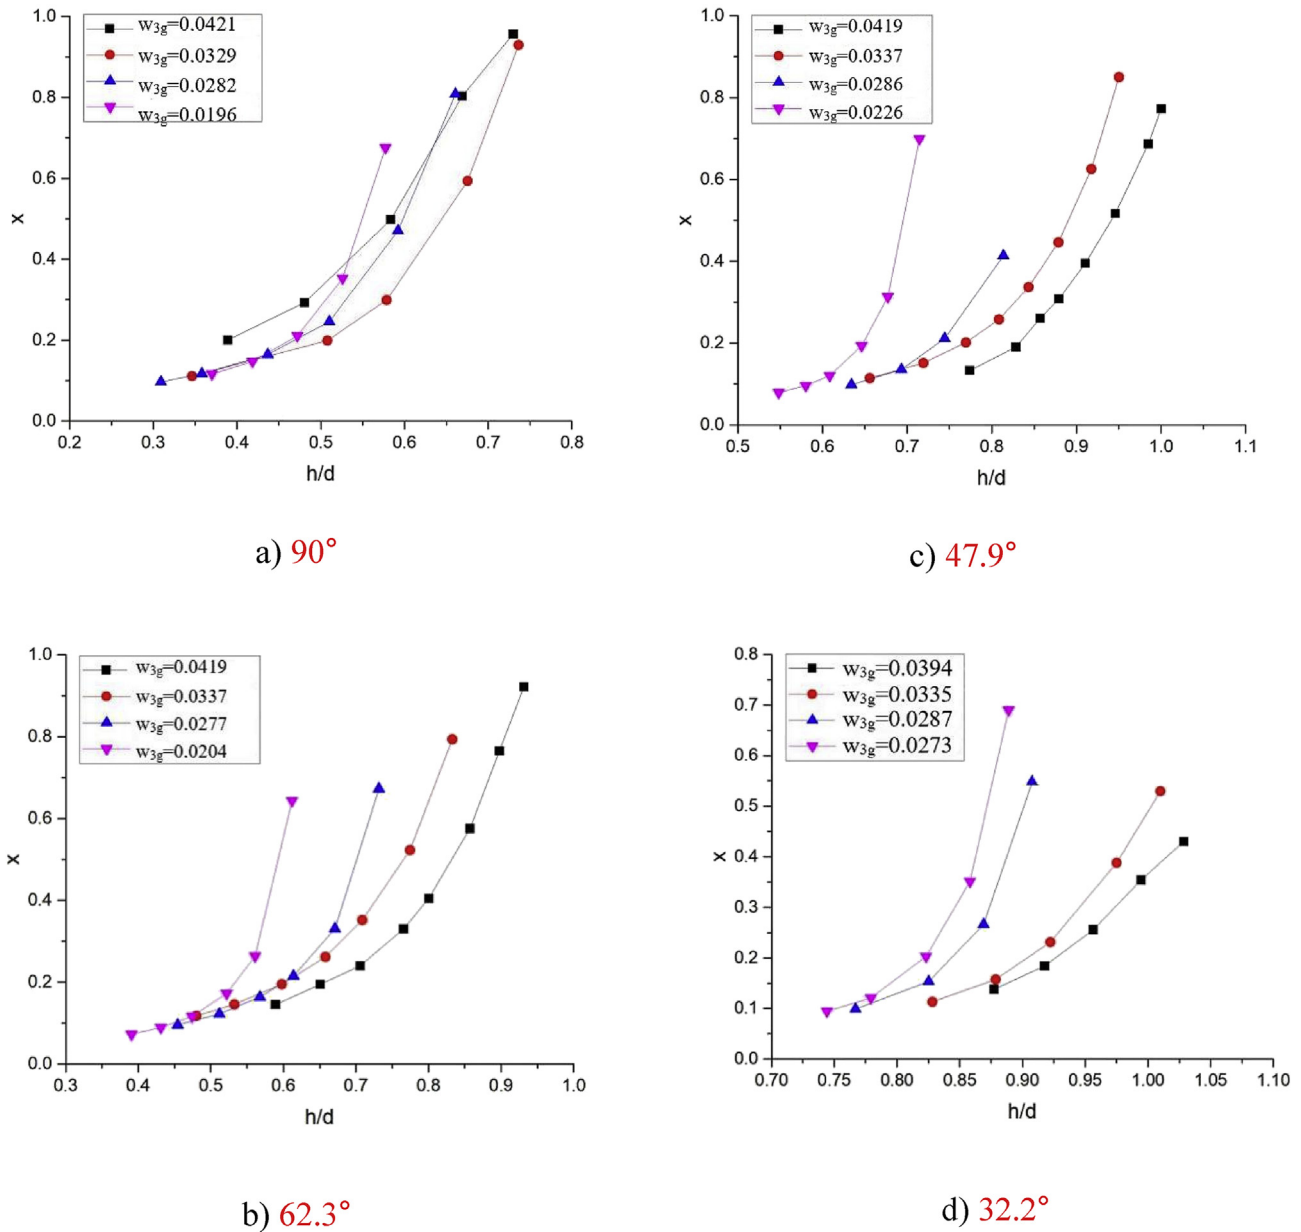 1.0
0.8
0.6
0.4
0.2
0.0
x
w3g=0.0421
w3g=0.0329
w3g=0.0282
w3g=0.0196
0.2 0.3 0.4 0.5 0.6 0.7 0.8
h/d
a) 90°
1.0
0.8
0.6
0.4
0.2
0.0
x
w3g=0.0419
w3g=0.0337
w3g=0.0286
w3g=0.0226
0.5 0.6 0.7 0.8 0.9 1.0 1.1
h/d
c) 47.9°
1.0
0.8
0.6
0.4
0.2
0.0
x
w3g=0.0419
w3g=0.0337
w3g=0.0277
w3g=0.0204
0.3 0.4 0.5 0.6 0.7 0.8 0.9 1.0
h/d
b) 62.3°
0.8
0.7
0.6
0.5
0.4
0.3
0.2
0.1
0.0
x
w3g=0.0394
w3g=0.0335
w3g=0.0287
w3g=0.0273
0.70 0.75 0.80 0.85 0.90 0.95 1.00 1.05 1.10
h/d
d) 32.2°